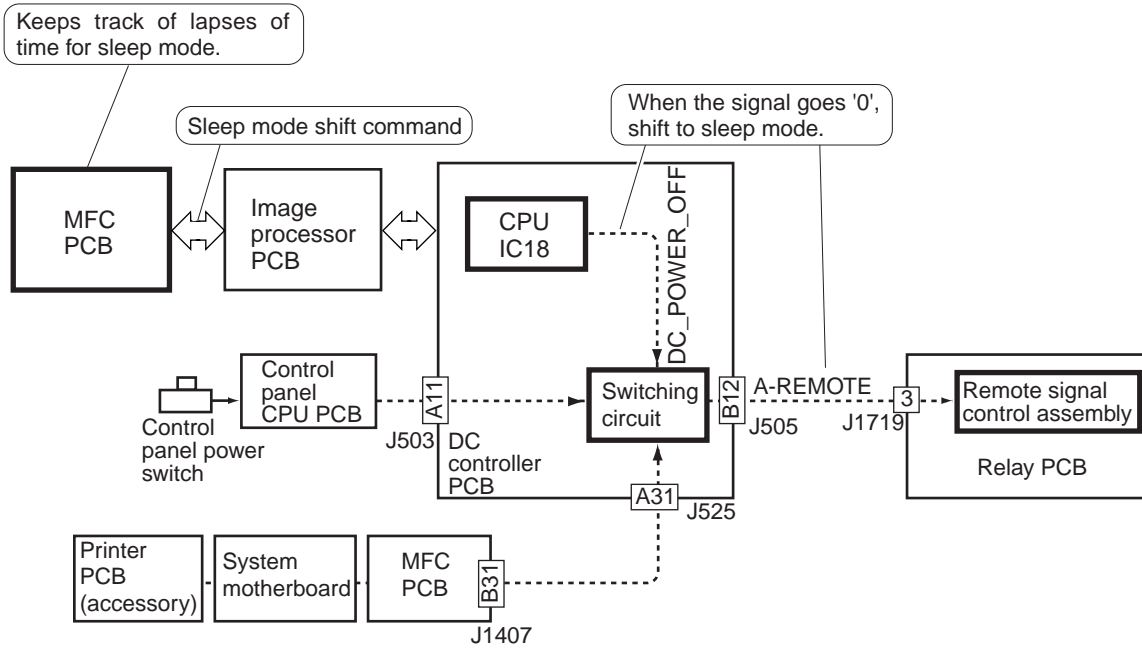 Keeps track of lapses of
time for sleep mode.
Sleep mode shift command
When the signal goes '0',
shift to sleep mode.
MFC
PCB
Image
processor
PCB
CPU
IC18
DC_POWER_OFF
Control
panel
CPU PCB
Control
panel power
switch
A11
J503
DC
controller
PCB
Switching
circuit
B12
J505
A-REMOTE
J1719
3
Remote signal
control assembly
Relay PCB
A31
J525
Printer
PCB
(accessory)
System
motherboard
MFC
PCB
B31
J1407